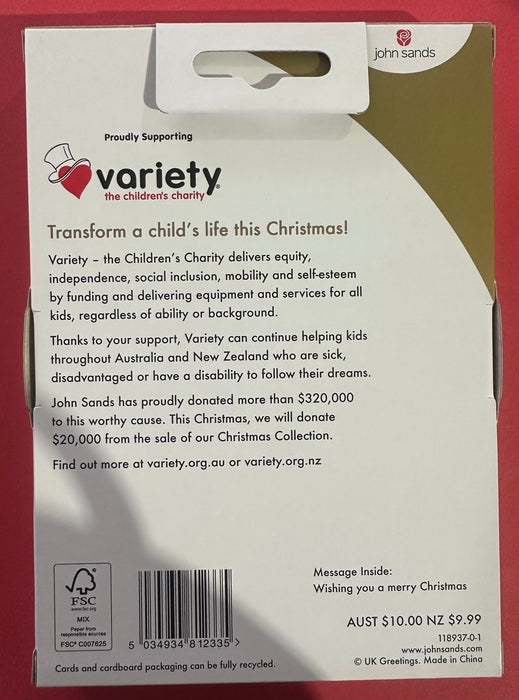 john sands
Proudly Supporting
variety®
the children's charity
Transform a child's life this Christmas!
Variety – the Children's Charity delivers equity,
independence, social inclusion, mobility and self-esteem
by funding and delivering equipment and services for all
kids, regardless of ability or background.
Thanks to your support, Variety can continue helping kids
throughout Australia and New Zealand who are sick,
disadvantaged or have a disability to follow their dreams.
John Sands has proudly donated more than $320,000
to this worthy cause. This Christmas, we will donate
$20,000 from the sale of our Christmas Collection.
Find out more at variety.org.au or variety.org.nz
FSC
www.fsc.org
MIX
Paper from
responsible sources
FSC® C007625
5 034934 812335 >
Cards and cardboard packaging can be fully recycled.
Message Inside:
Wishing you a merry Christmas
AUST $10.00 NZ $9.99
118937-0-1
www.johnsands.com
© UK Greetings. Made in China